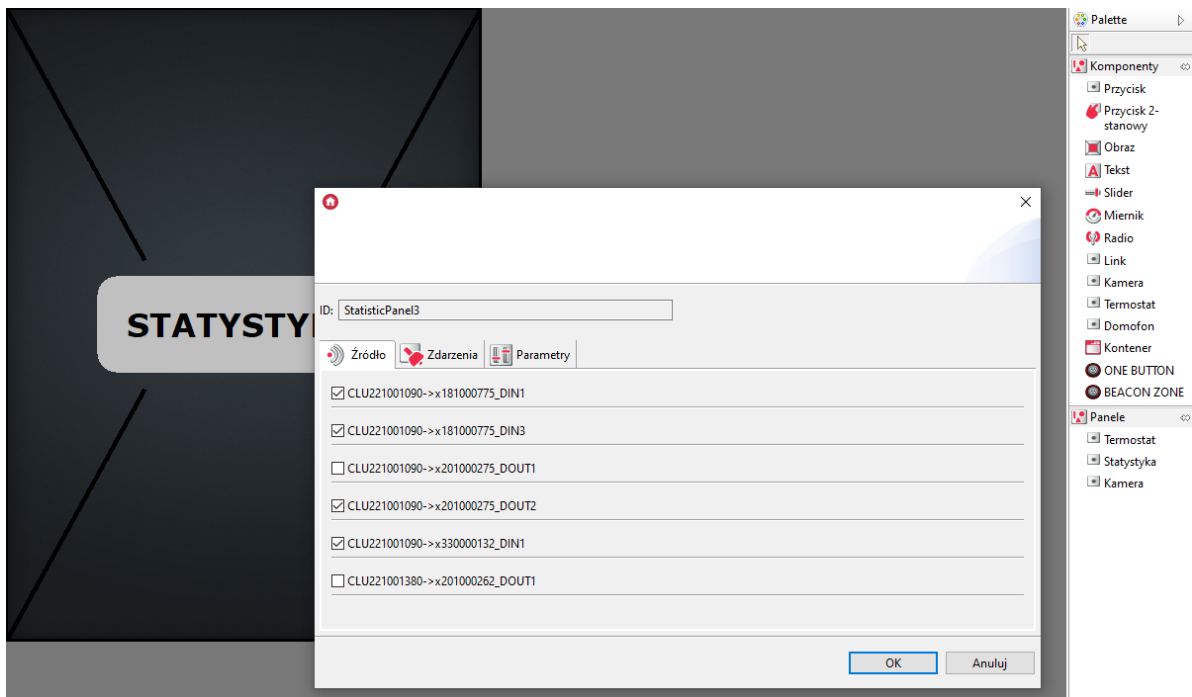 STATYSTY
ID: StatisticPanel3
Źródło Zdarzenia Parametry
CLU221001090->x181000775_DIN1
CLU221001090->x181000775_DIN3
CLU221001090->x201000275_DOUT1
CLU221001090->x201000275_DOUT2
CLU221001090->x330000132_DIN1
CLU221001380->x201000262_DOUT1
OK Anuluj
Palette
Komponenty
Przycisk
Przycisk 2-
stanowy
Obraz
Tekst
Slider
Miernik
Radio
Link
Kamera
Termostat
Domofon
Kontener
ONE BUTTON
BEACON ZONE
Panele
Termostat
Statystyka
Kamera